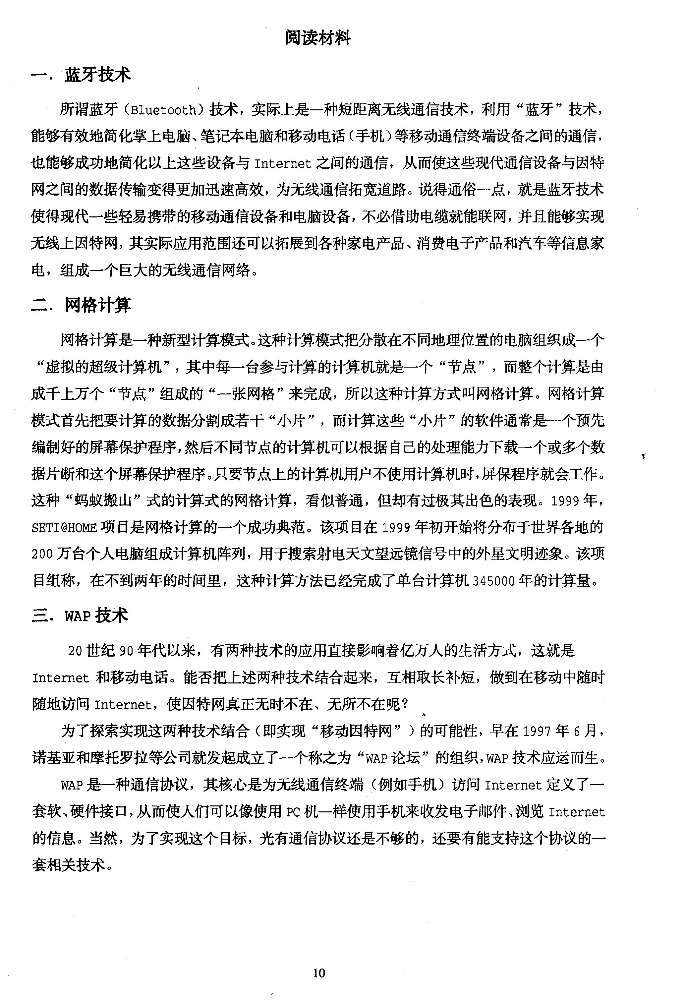 阅读材料
一．蓝牙技术
所谓蓝牙（Bluetooth）技术，实际上是一种短距离无线通信技术，利用“蓝牙”技术，
能够有效地简化掌上电脑、笔记本电脑和移动电话（手机）等移动通信终端设备之间的通信，
也能够成功地简化以上这些设备与 Internet 之间的通信，从而使这些现代通信设备与因特
网之间的数据传输变得更加迅速高效，为无线通信拓宽道路。说得通俗一点，就是蓝牙技术
使得现代一些轻易携带的移动通信设备和电脑设备，不必借助电缆就能联网，并且能够实现
无线上因特网，其实际应用范围还可以拓展到各种家电产品、消费电子产品和汽车等信息家
电，组成一个巨大的无线通信网络。
二．网格计算
网格计算是一种新型计算模式。这种计算模式把分散在不同地理位置的电脑组织成一个
“虚拟的超级计算机”，其中每一台参与计算的计算机就是一个“节点”，而整个计算是由
成千上万个“节点”组成的“一张网格”来完成，所以这种计算方式叫网格计算。网格计算
模式首先把要计算的数据分割成若干“小片”，而计算这些“小片”的软件通常是一个预先
编制好的屏幕保护程序，然后不同节点的计算机可以根据自己的处理能力下载一个或多个数
据片断和这个屏幕保护程序。只要节点上的计算机用户不使用计算机时，屏保程序就会工作。
这种“蚂蚁搬山”式的计算式的网格计算，看似普通，但却有过极其出色的表现。1999 年，
SETI@HOME 项目是网格计算的一个成功典范。该项目在 1999 年初开始将分布于世界各地的
200 万台个人电脑组成计算机阵列，用于搜索射电天文望远镜信号中的外星文明迹象。该项
目组称，在不到两年的时间里，这种计算方法已经完成了单台计算机 345000 年的计算量。
三．WAP 技术
20 世纪 90 年代以来，有两种技术的应用直接影响着亿万人的生活方式，这就是
Internet 和移动电话。能否把上述两种技术结合起来，互相取长补短，做到在移动中随时
随地访问 Internet，使因特网真正无时不在、无所不在呢？
为了探索实现这两种技术结合（即实现“移动因特网”）的可能性，早在 1997 年 6 月，
诺基亚和摩托罗拉等公司就发起成立了一个称之为“WAP 论坛”的组织，WAP 技术应运而生。
WAP 是一种通信协议，其核心是为无线通信终端（例如手机）访问 Internet 定义了一
套软、硬件接口，从而使人们可以像使用 PC 机一样使用手机来收发电子邮件、浏览 Internet
的信息。当然，为了实现这个目标，光有通信协议还是不够的，还要有能支持这个协议的一
套相关技术。
10